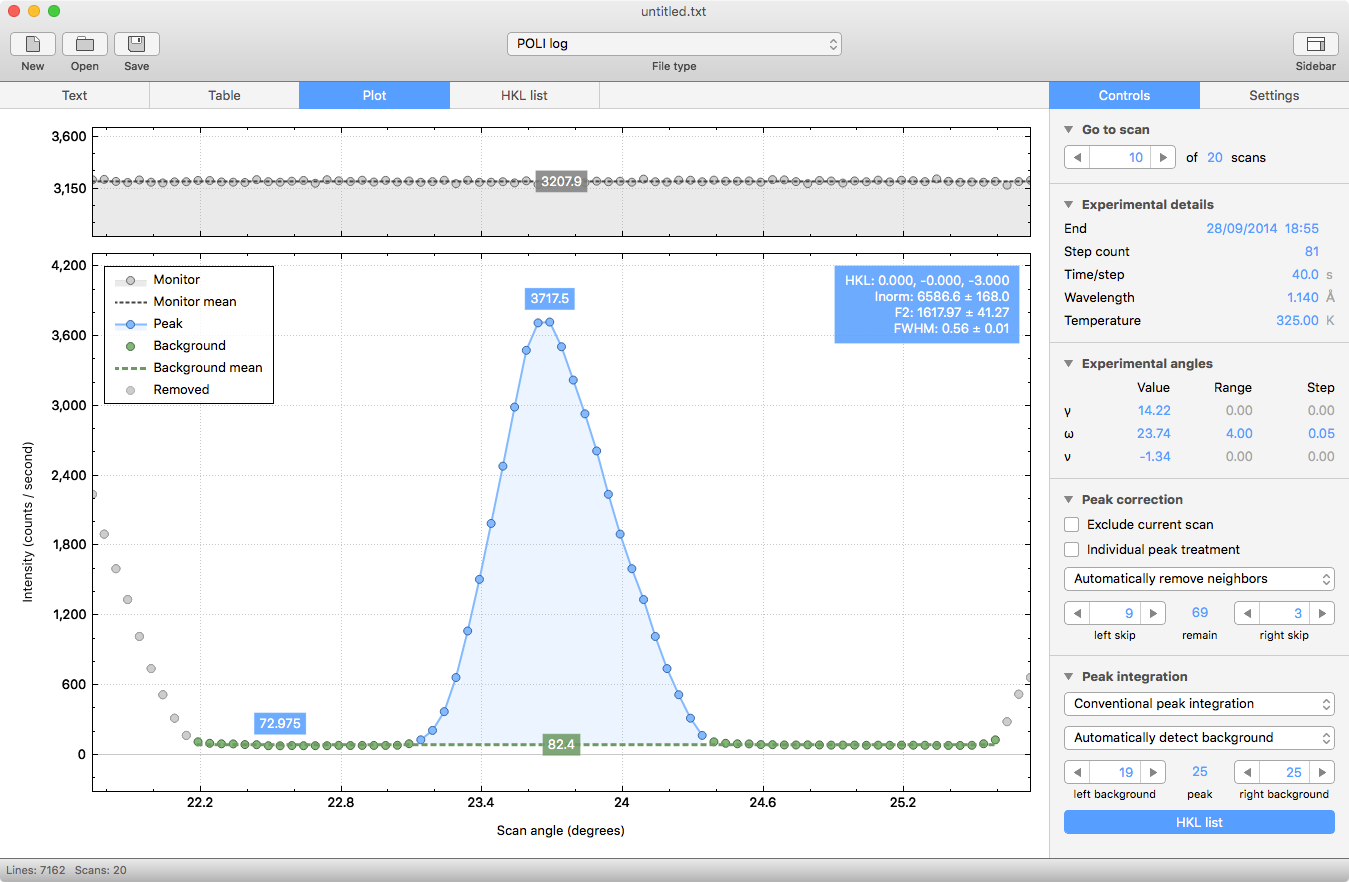 untitled.txt
New
Open
Save
POLI log
File type
Sidebar
Text
Table
Plot
HKL list
Controls
Settings
3,600
3,150
3207.9
4,200
3,600
3,000
2,400
1,800
1,200
600
0
Intensity (counts / second)
Monitor
Monitor mean
Peak
Background
Background mean
Removed
3717.5
HKL: 0.000, -0.000, -3.000
Inorm: 6586.6 ± 168.0
F2: 1617.97 ± 41.27
FWHM: 0.56 ± 0.01
72.975
82.4
22.2 22.8 23.4 24 24.6 25.2
Scan angle (degrees)
Go to scan
10 of 20 scans
Experimental details
End 28/09/2014 18:55
Step count 81
Time/step 40.0 s
Wavelength 1.140 Å
Temperature 325.00 K
Experimental angles
Value Range Step
γ 14.22 0.00 0.00
ω 23.74 4.00 0.05
ν -1.34 0.00 0.00
Peak correction
Exclude current scan
Individual peak treatment
Automatically remove neighbors
9 69 3
left skip remain right skip
Peak integration
Conventional peak integration
Automatically detect background
19 25 25
left background peak right background
HKL list
Lines: 7162 Scans: 20